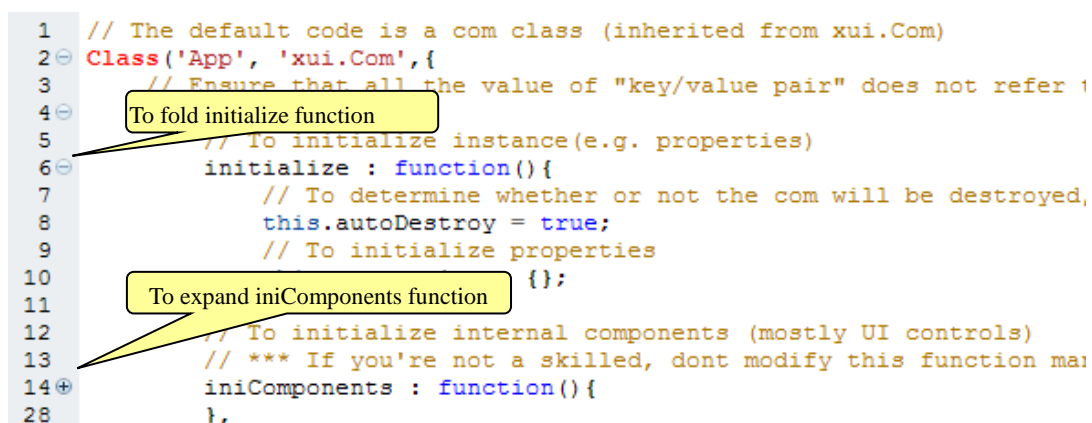 1 // The default code is a com class (inherited from xui.Com)
2 Class('App', 'xui.Com',{
3 // Ensure that all the value of "key/value pair" does not refer t
4
To fold initialize function
5 // To initialize instance(e.g. properties)
6 initialize : function(){
7 // To determine whether or not the com will be destroyed,
8 this.autoDestroy = true;
9 // To initialize properties
10 {};
To expand iniComponents function
11
12 // To initialize internal components (mostly UI controls)
13 // *** If you're not a skilled, dont modify this function man
14 iniComponents : function(){
28 },